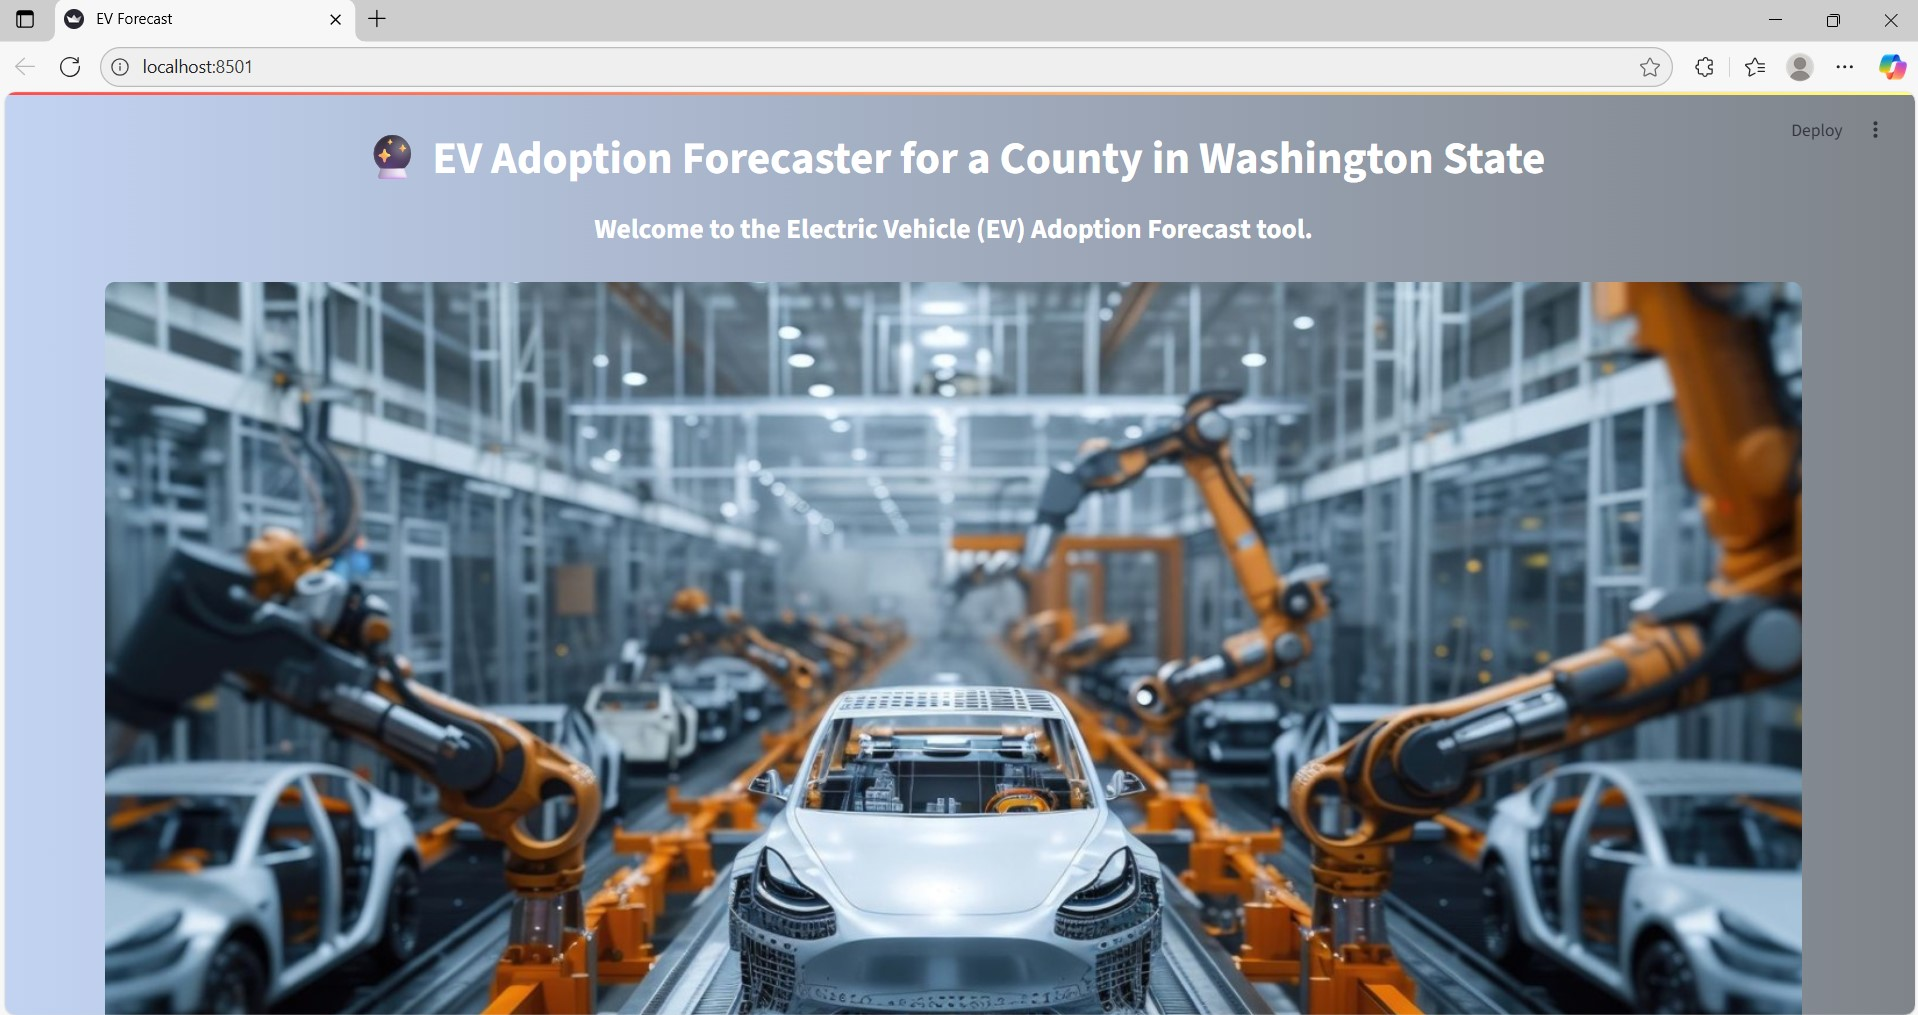 EV Forecast
localhost:8501
Deploy
EV Adoption Forecaster for a County in Washington State
Welcome to the Electric Vehicle (EV) Adoption Forecast tool.